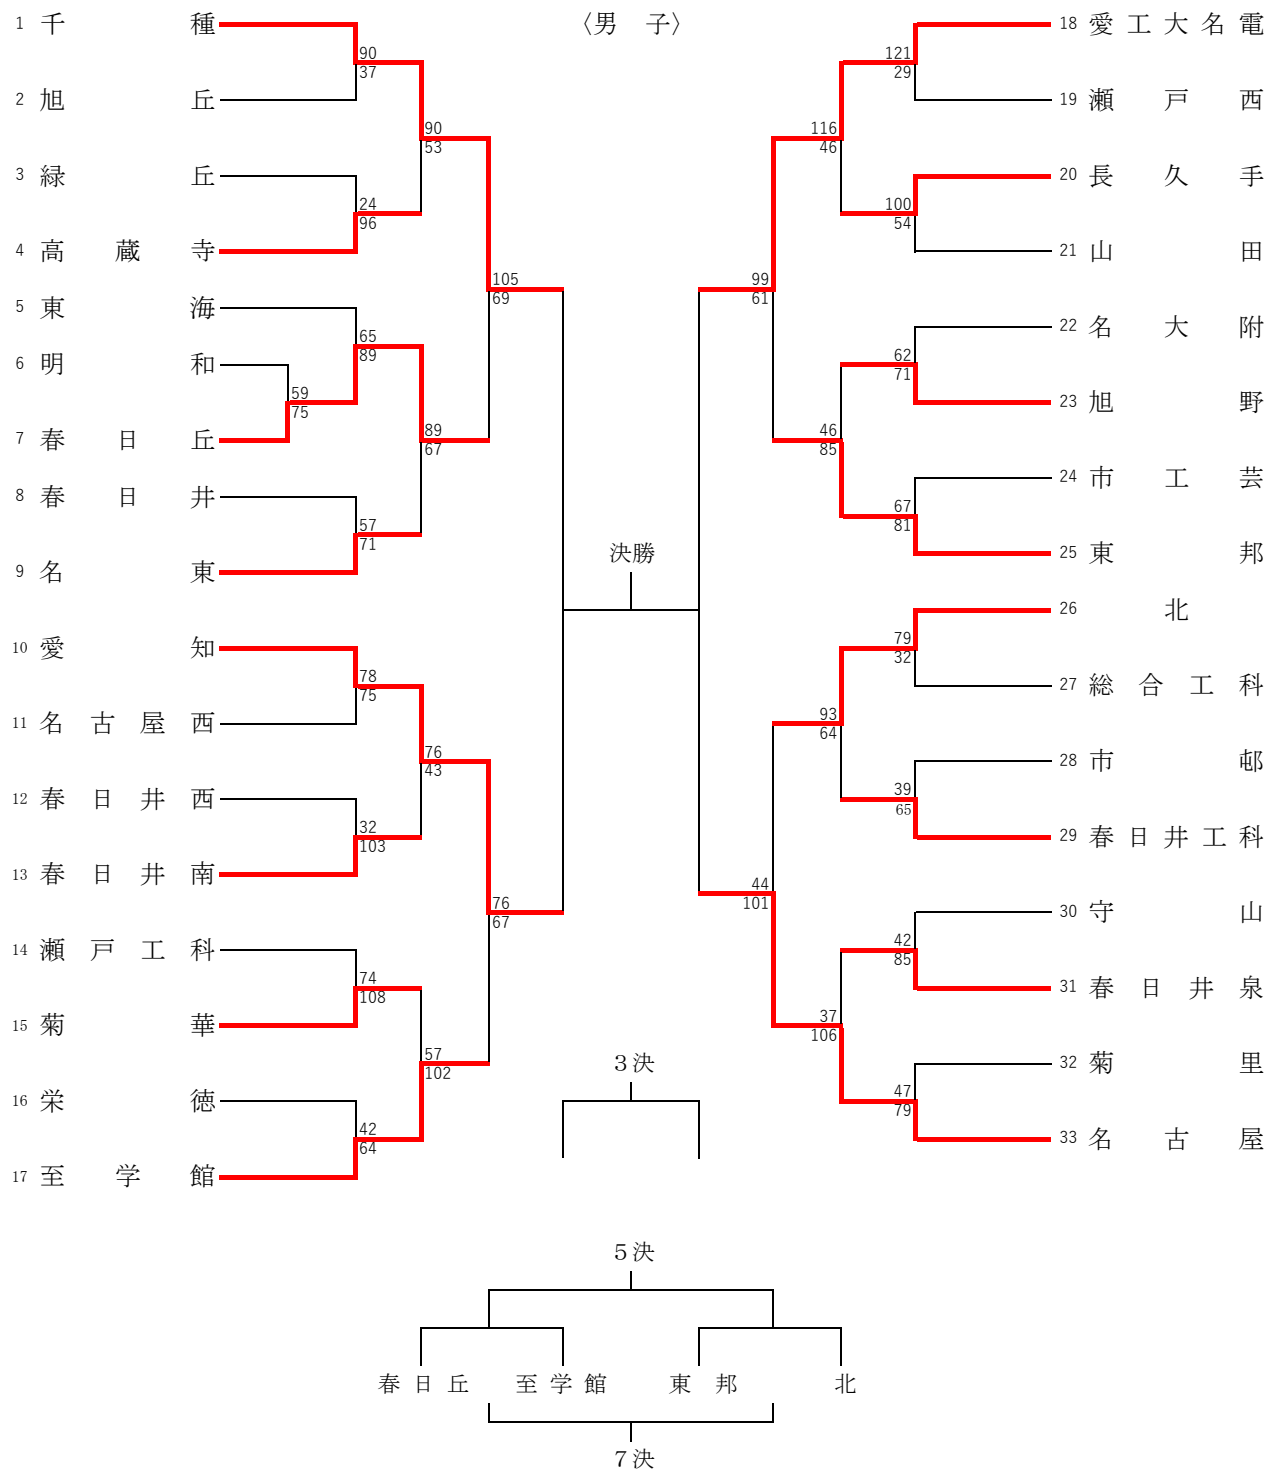 〈男 子〉
1 千種
90
37
2 旭丘
90
53
3 緑丘
24
96
4 高蔵寺
105
69
5 東海
65
89
6 明和
59
75
7 春日丘
89
67
8 春日井
57
71
9 名東
10 愛知
78
75
11 名古屋西
76
43
12 春日井西
32
103
13 春日井南
76
67
14 瀬戸工科
74
108
15 菊華
57
102
16 栄徳
42
64
17 至学館
決勝
18 愛工大名電
121
29
19 瀬戸西
116
46
20 長久手
100
54
21 山田
99
61
22 名大附
62
71
23 旭野
46
85
24 市工芸
67
81
25 東邦
26 北
79
32
27 総合工科
93
64
28 市邨
39
65
29 春日井工科
44
101
30 守山
42
85
31 春日井泉
37
106
32 菊里
47
79
33 名古屋
3決
5決
春日丘 至学館 東邦 北
7決